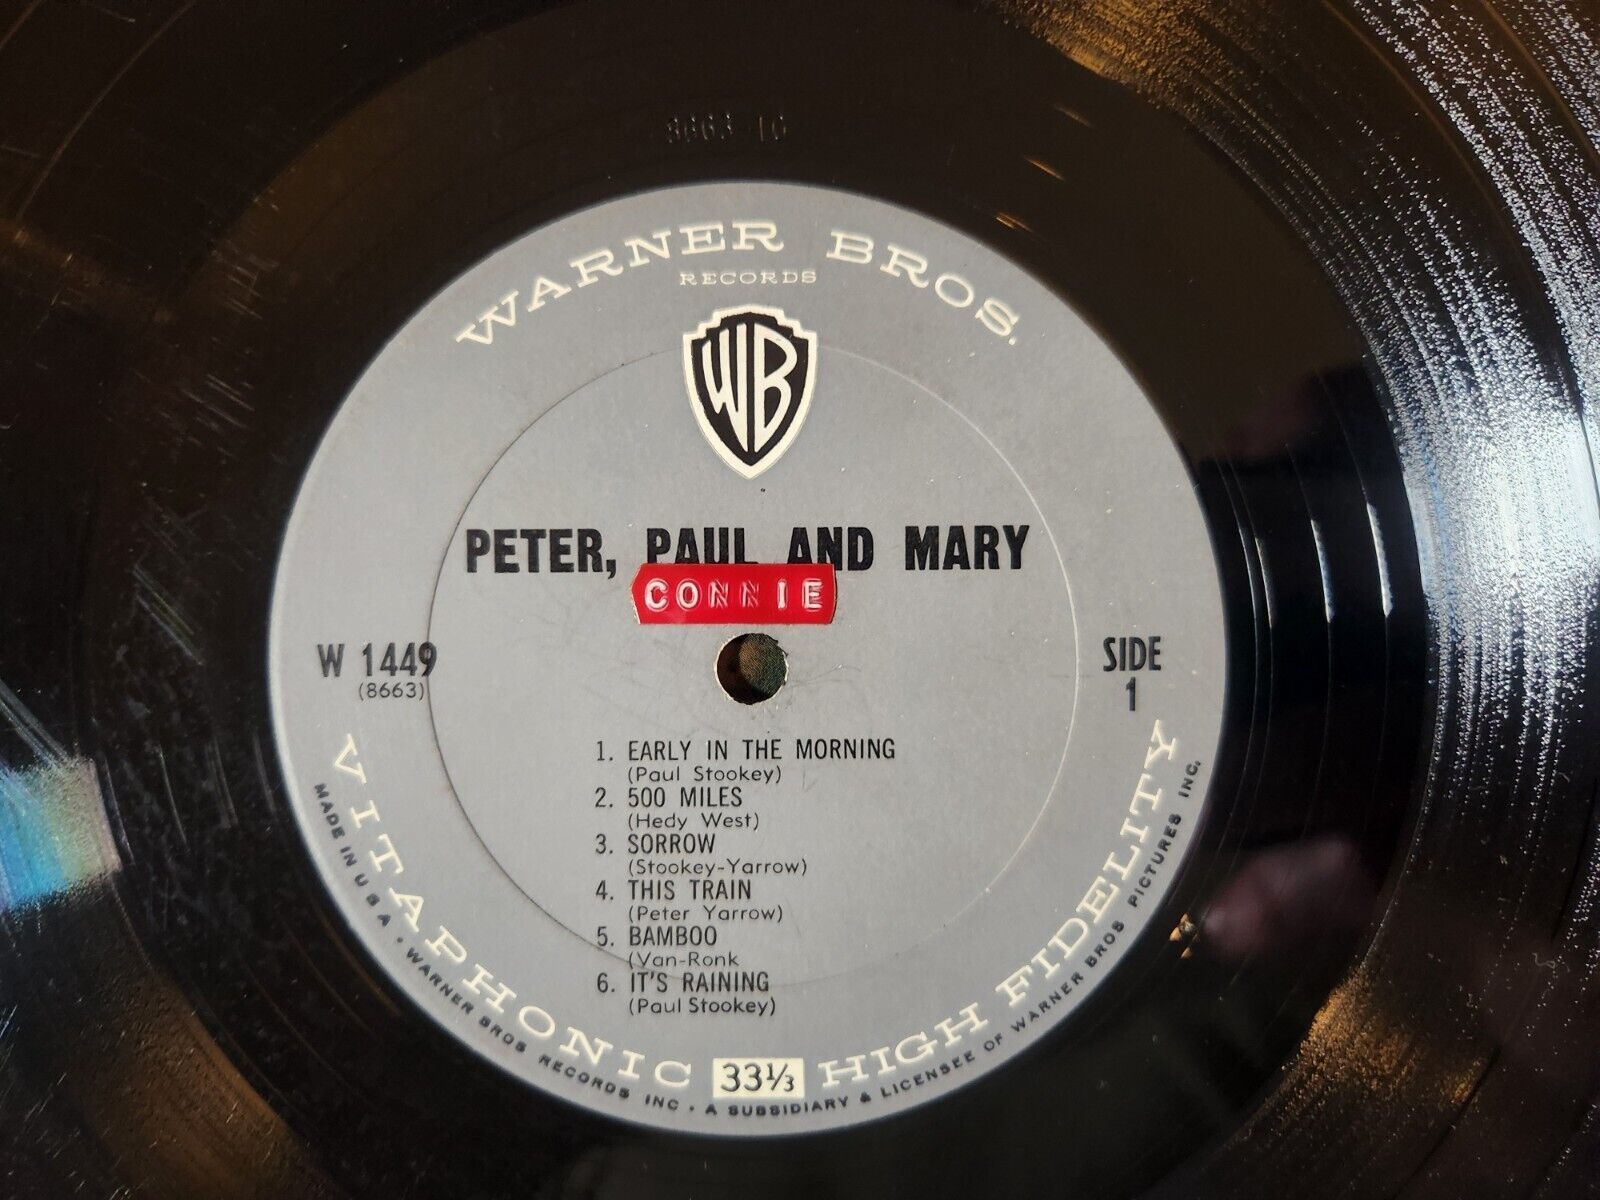 8663-16
WARNER BROS.
RECORDS
WB
PETER, PAUL AND MARY
CONNIE
W 1449
(8663)
SIDE
1
1. EARLY IN THE MORNING
(Paul Stookey)
2. 500 MILES
(Hedy West)
3. SORROW
(Stookey-Yarrow)
4. THIS TRAIN
(Peter Yarrow)
5. BAMBOO
(Van-Ronk
6. IT'S RAINING
(Paul Stookey)
VITAPHONIC 33⅓ HIGH FIDELITY
MADE IN U S A • WARNER BROS RECORDS INC • A SUBSIDIARY & LICENSEE OF WARNER BROS PICTURES INC.